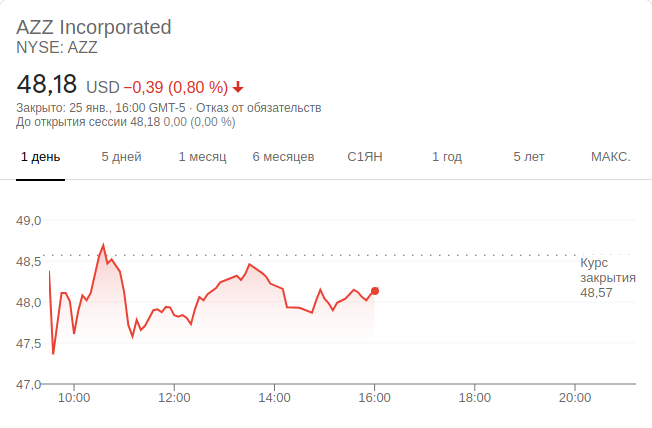 AZZ Incorporated
NYSE: AZZ
48,18 USD −0,39 (0,80 %)
Закрыто: 25 янв., 16:00 GMT-5 · Отказ от обязательств
До открытия сессии 48,18 0,00 (0,00 %)
1 день 5 дней 1 месяц 6 месяцев С1ЯН 1 год 5 лет МАКС.
49,0
48,5
Курс
закрытия
48,57
48,0
47,5
47,0
10:00 12:00 14:00 16:00 18:00 20:00